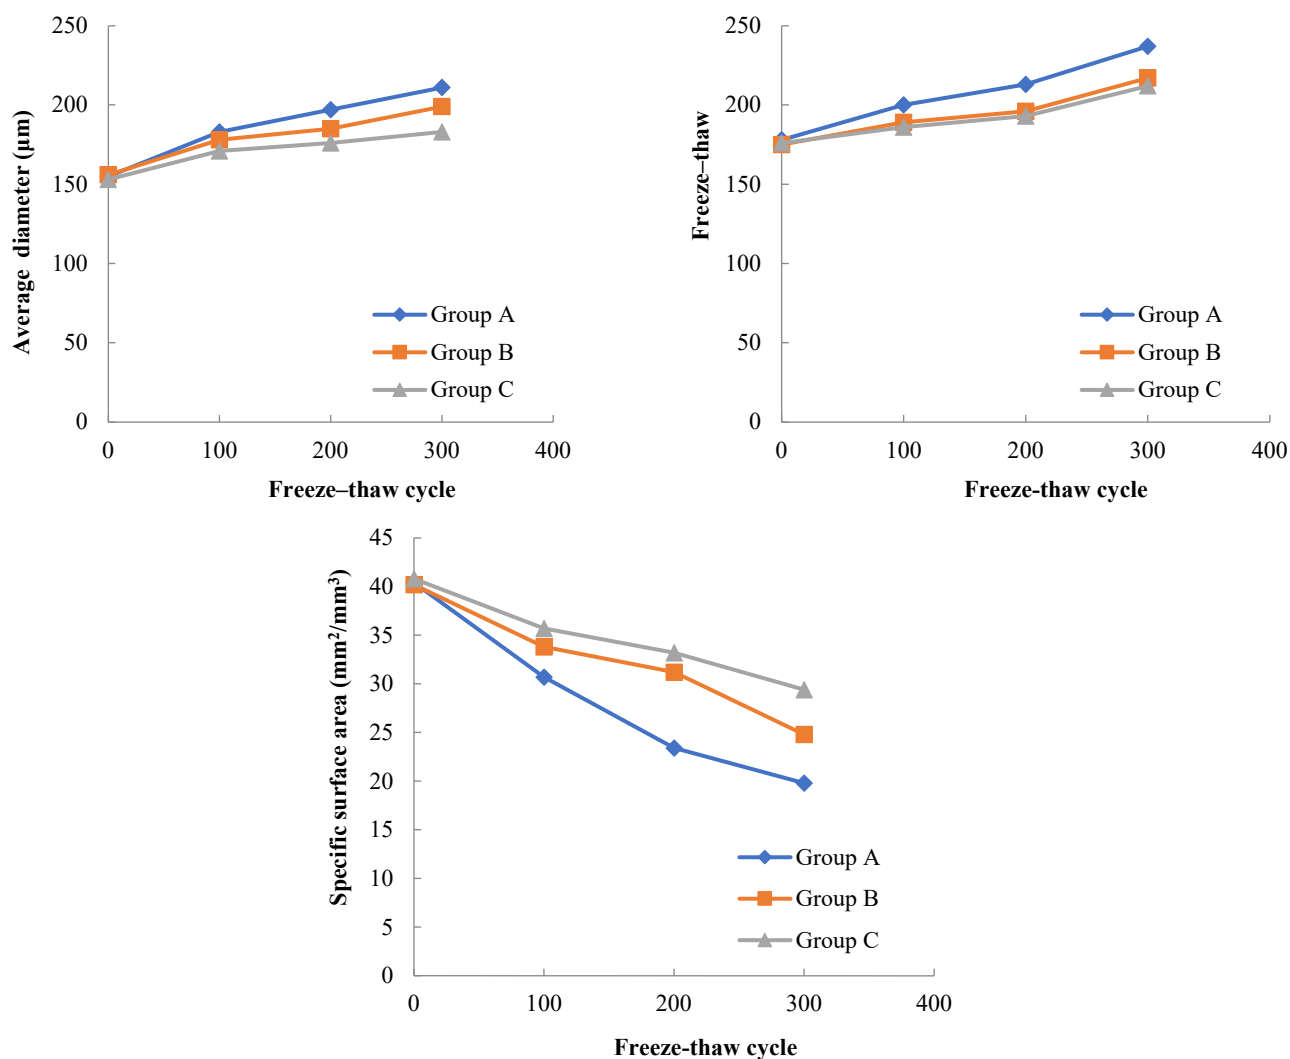 250
200
150
100
50
0
Average diameter (μm)
Group A
Group B
Group C
0 100 200 300 400
Freeze–thaw cycle
250
200
150
100
50
0
Freeze–thaw
Group A
Group B
Group C
0 100 200 300 400
Freeze-thaw cycle
45
40
35
30
25
20
15
10
5
0
Specific surface area (mm²/mm³)
Group A
Group B
Group C
0 100 200 300 400
Freeze-thaw cycle